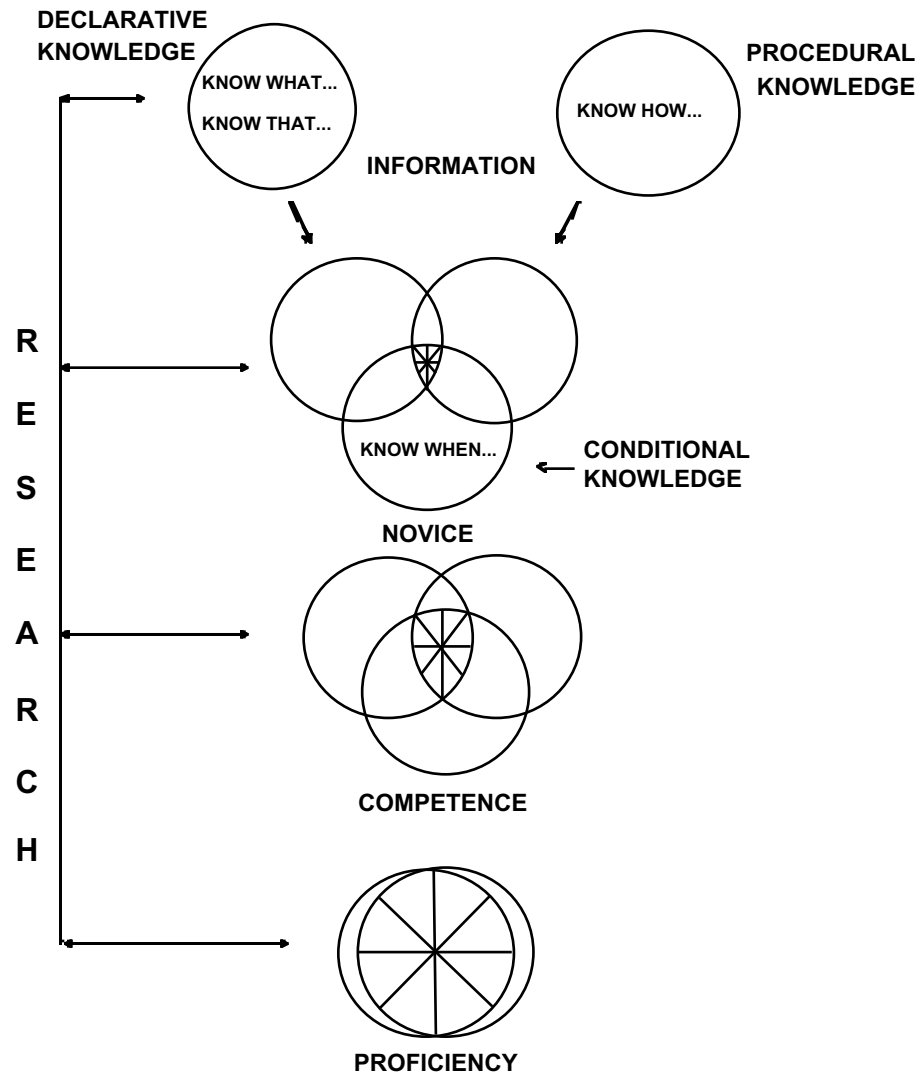 DECLARATIVE
KNOWLEDGE
KNOW WHAT...
KNOW THAT...
PROCEDURAL
KNOWLEDGE
KNOW HOW...
INFORMATION
R
E
S
E
A
R
C
H
KNOW WHEN...
CONDITIONAL
KNOWLEDGE
NOVICE
COMPETENCE
PROFICIENCY